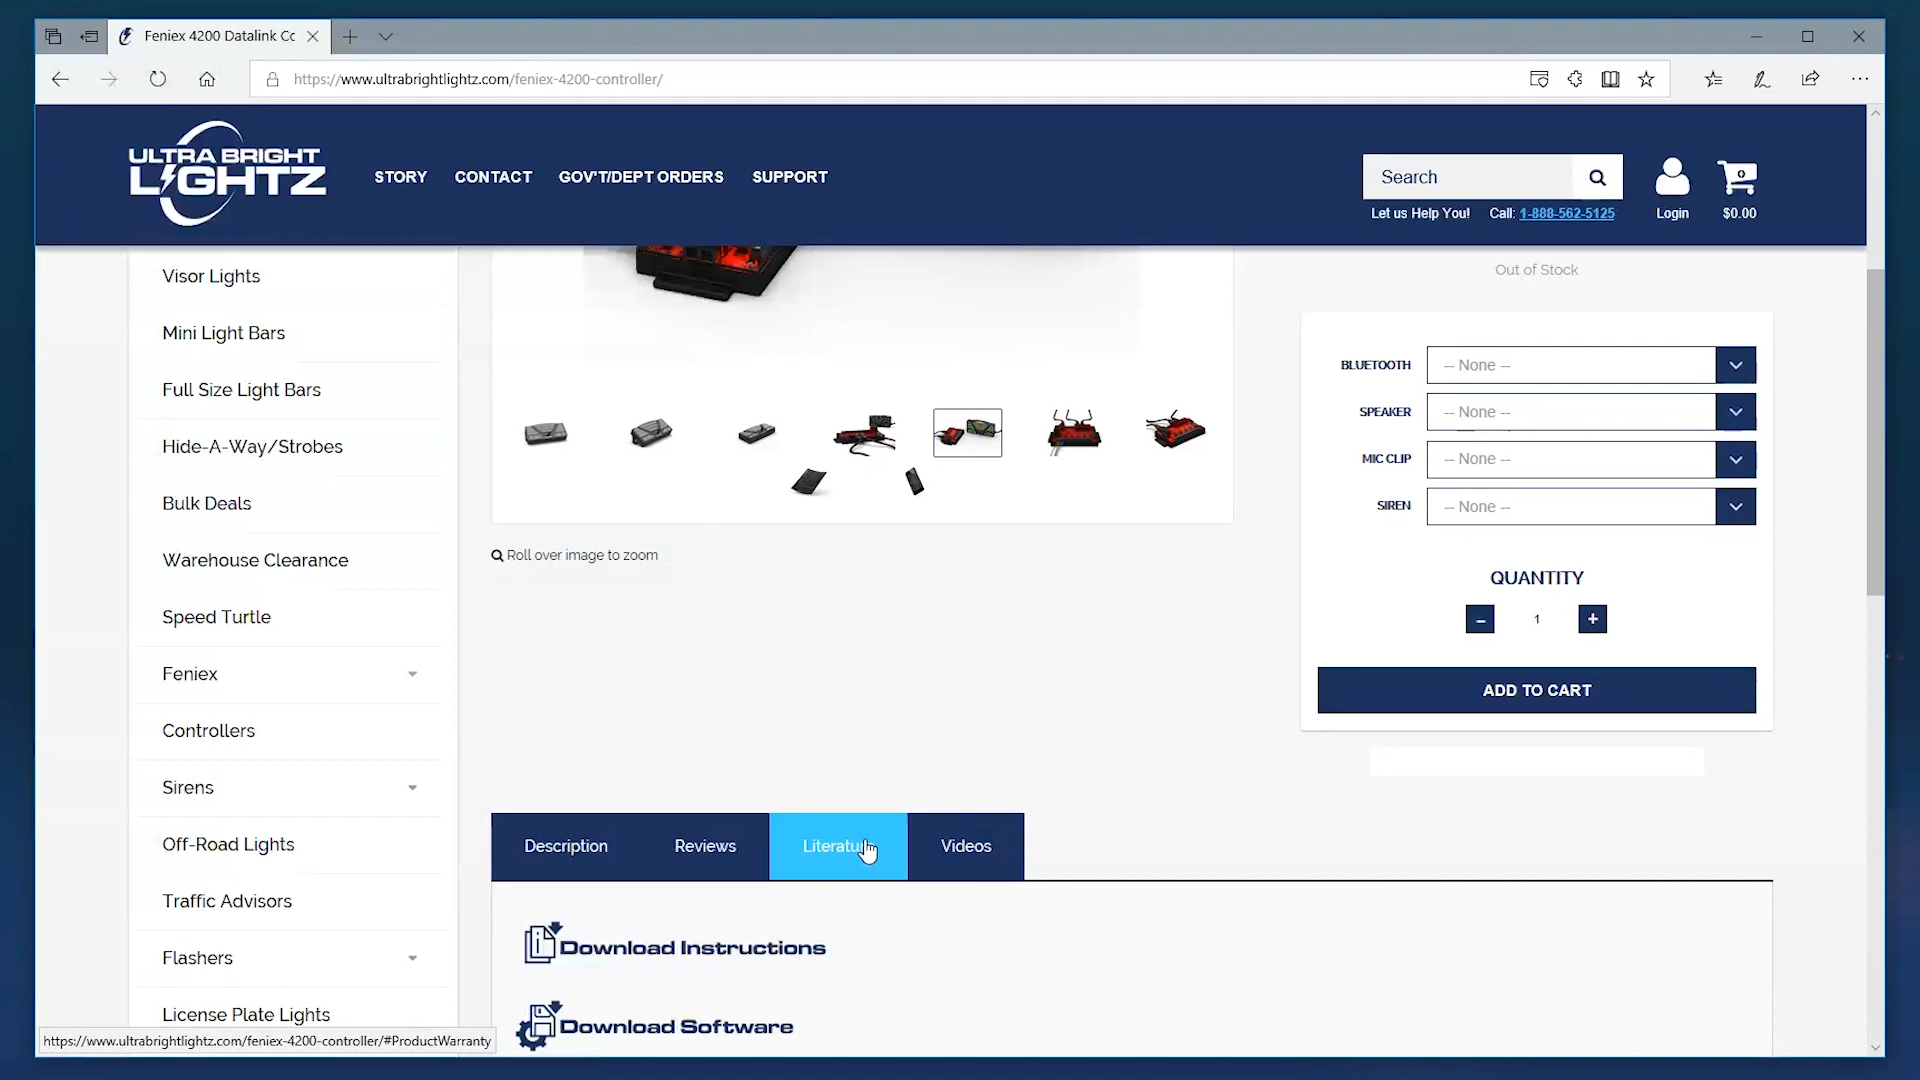 Feniex 4200 Datalink Cc
https://www.ultrabrightlightz.com/feniex-4200-controller/
ULTRA BRIGHT
LIGHTZ
STORY
CONTACT
GOV'T/DEPT ORDERS
SUPPORT
Search
Let us Help You!
Call: 1-888-562-5125
Login
0
$0.00
Visor Lights
Mini Light Bars
Full Size Light Bars
Hide-A-Way/Strobes
Bulk Deals
Warehouse Clearance
Speed Turtle
Feniex
Controllers
Sirens
Off-Road Lights
Traffic Advisors
Flashers
License Plate Lights
Roll over image to zoom
Out of Stock
BLUETOOTH
-- None --
SPEAKER
-- None --
MIC CLIP
-- None --
SIREN
-- None --
QUANTITY
– 1 +
ADD TO CART
Description
Reviews
Literature
Videos
Download Instructions
Download Software
https://www.ultrabrightlightz.com/feniex-4200-controller/#ProductWarranty